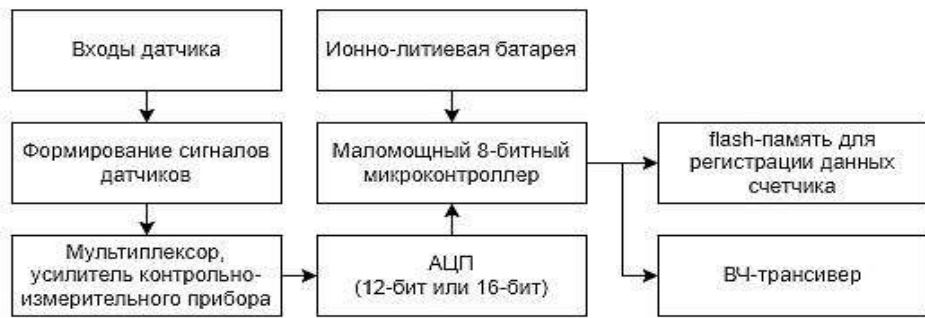 Входы датчика
Ионно-литиевая батарея
Формирование сигналов
датчиков
Маломощный 8-битный
микроконтроллер
flash-память для
регистрации данных
счетчика
Мультиплексор,
усилитель контрольно-
измерительного прибора
АЦП
(12-бит или 16-бит)
ВЧ-трансивер